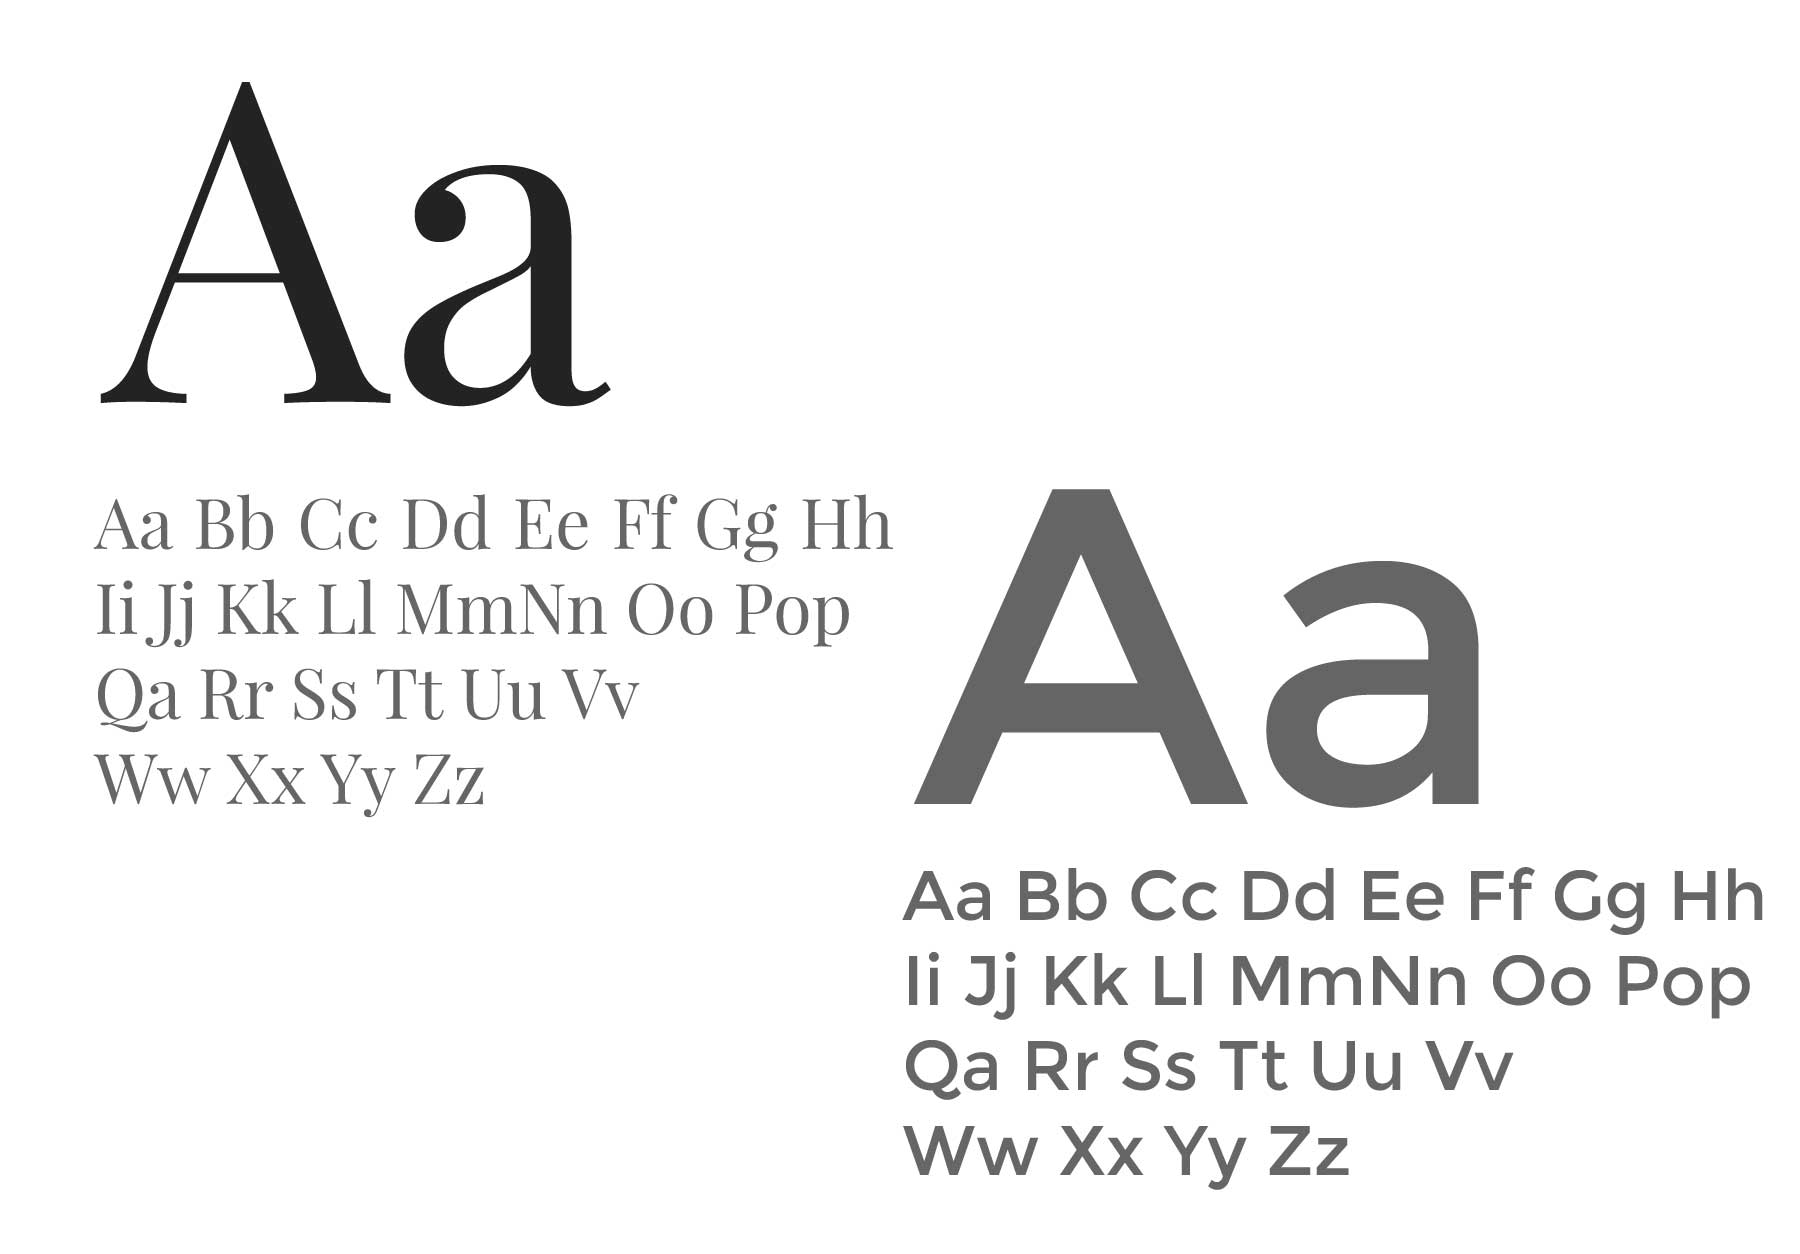 Aa
Aa Bb Cc Dd Ee Ff Gg Hh
Ii Jj Kk Ll MmNn Oo Pop
Qa Rr Ss Tt Uu Vv
Ww Xx Yy Zz
Aa
Aa Bb Cc Dd Ee Ff Gg Hh
Ii Jj Kk Ll MmNn Oo Pop
Qa Rr Ss Tt Uu Vv
Ww Xx Yy Zz